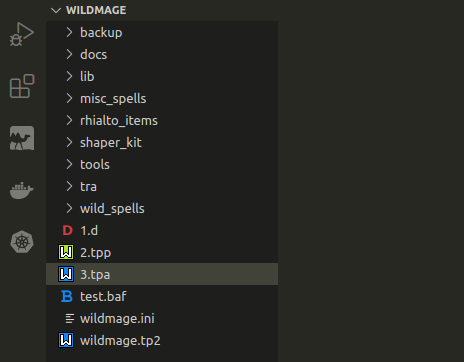 WILDMAGE
backup
docs
lib
misc_spells
rhialto_items
shaper_kit
tools
tra
wild_spells
D 1.d
W 2.tpp
W 3.tpa
B test.baf
wildmage.ini
W wildmage.tp2